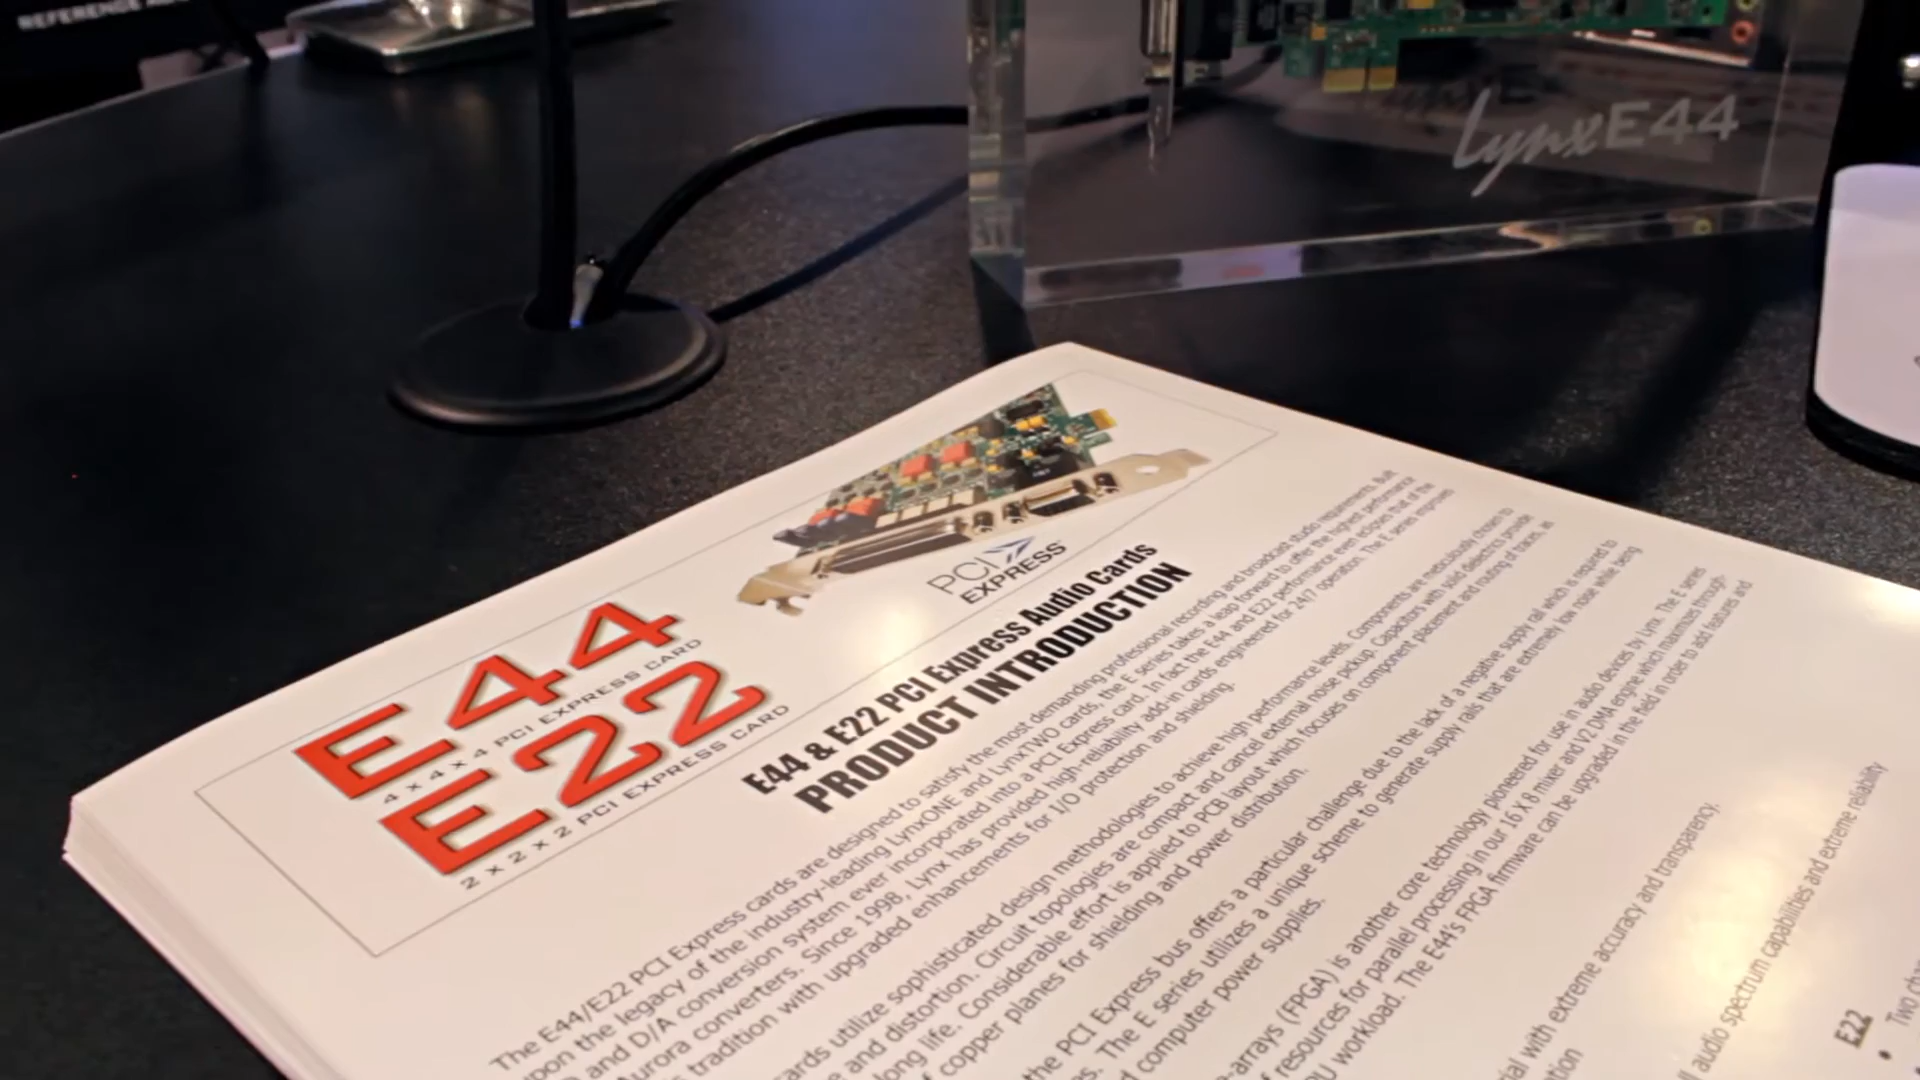 REFERENCE
LynxE44
E44
4 x 4 x 4 PCI EXPRESS CARD
E22
2 x 2 x 2 PCI EXPRESS CARD
PCI
EXPRESS
E44 & E22 PCI Express Audio Cards
PRODUCT INTRODUCTION
The E44/E22 PCI Express cards are designed to satisfy the most demanding professional recording and broadcast studio requirements. Built
upon the legacy of the industry-leading LynxONE and LynxTWO cards, the E series takes a leap forward to offer the highest performance
and D/A conversion system ever incorporated into a PCI Express card. In fact the E44 and E22 performance even eclipses that of the
Aurora converters. Since 1998, Lynx has provided high-reliability add-in cards engineered for 24/7 operation. The E series improves
tradition with upgraded enhancements for I/O protection and shielding.
cards utilize sophisticated design methodologies to achieve high performance levels. Components are meticulously chosen to
and distortion. Circuit topologies are compact and cancel external noise pickup. Capacitors with solid dielectrics provide
long life. Considerable effort is applied to PCB layout which focuses on component placement and routing of traces, as
copper planes for shielding and power distribution.
the PCI Express bus offers a particular challenge due to the lack of a negative supply rail which is required to
The E series utilizes a unique scheme to generate supply rails that are extremely low noise while being
computer power supplies.
arrays (FPGA) is another core technology pioneered for use in audio devices by Lynx. The E series
resources for parallel processing in our 16 X 8 mixer and V2 DMA engine which maximizes through-
workload. The E44's FPGA firmware can be upgraded in the field in order to add features and
with extreme accuracy and transparency.
audio spectrum capabilities and extreme reliability
E22
• Two